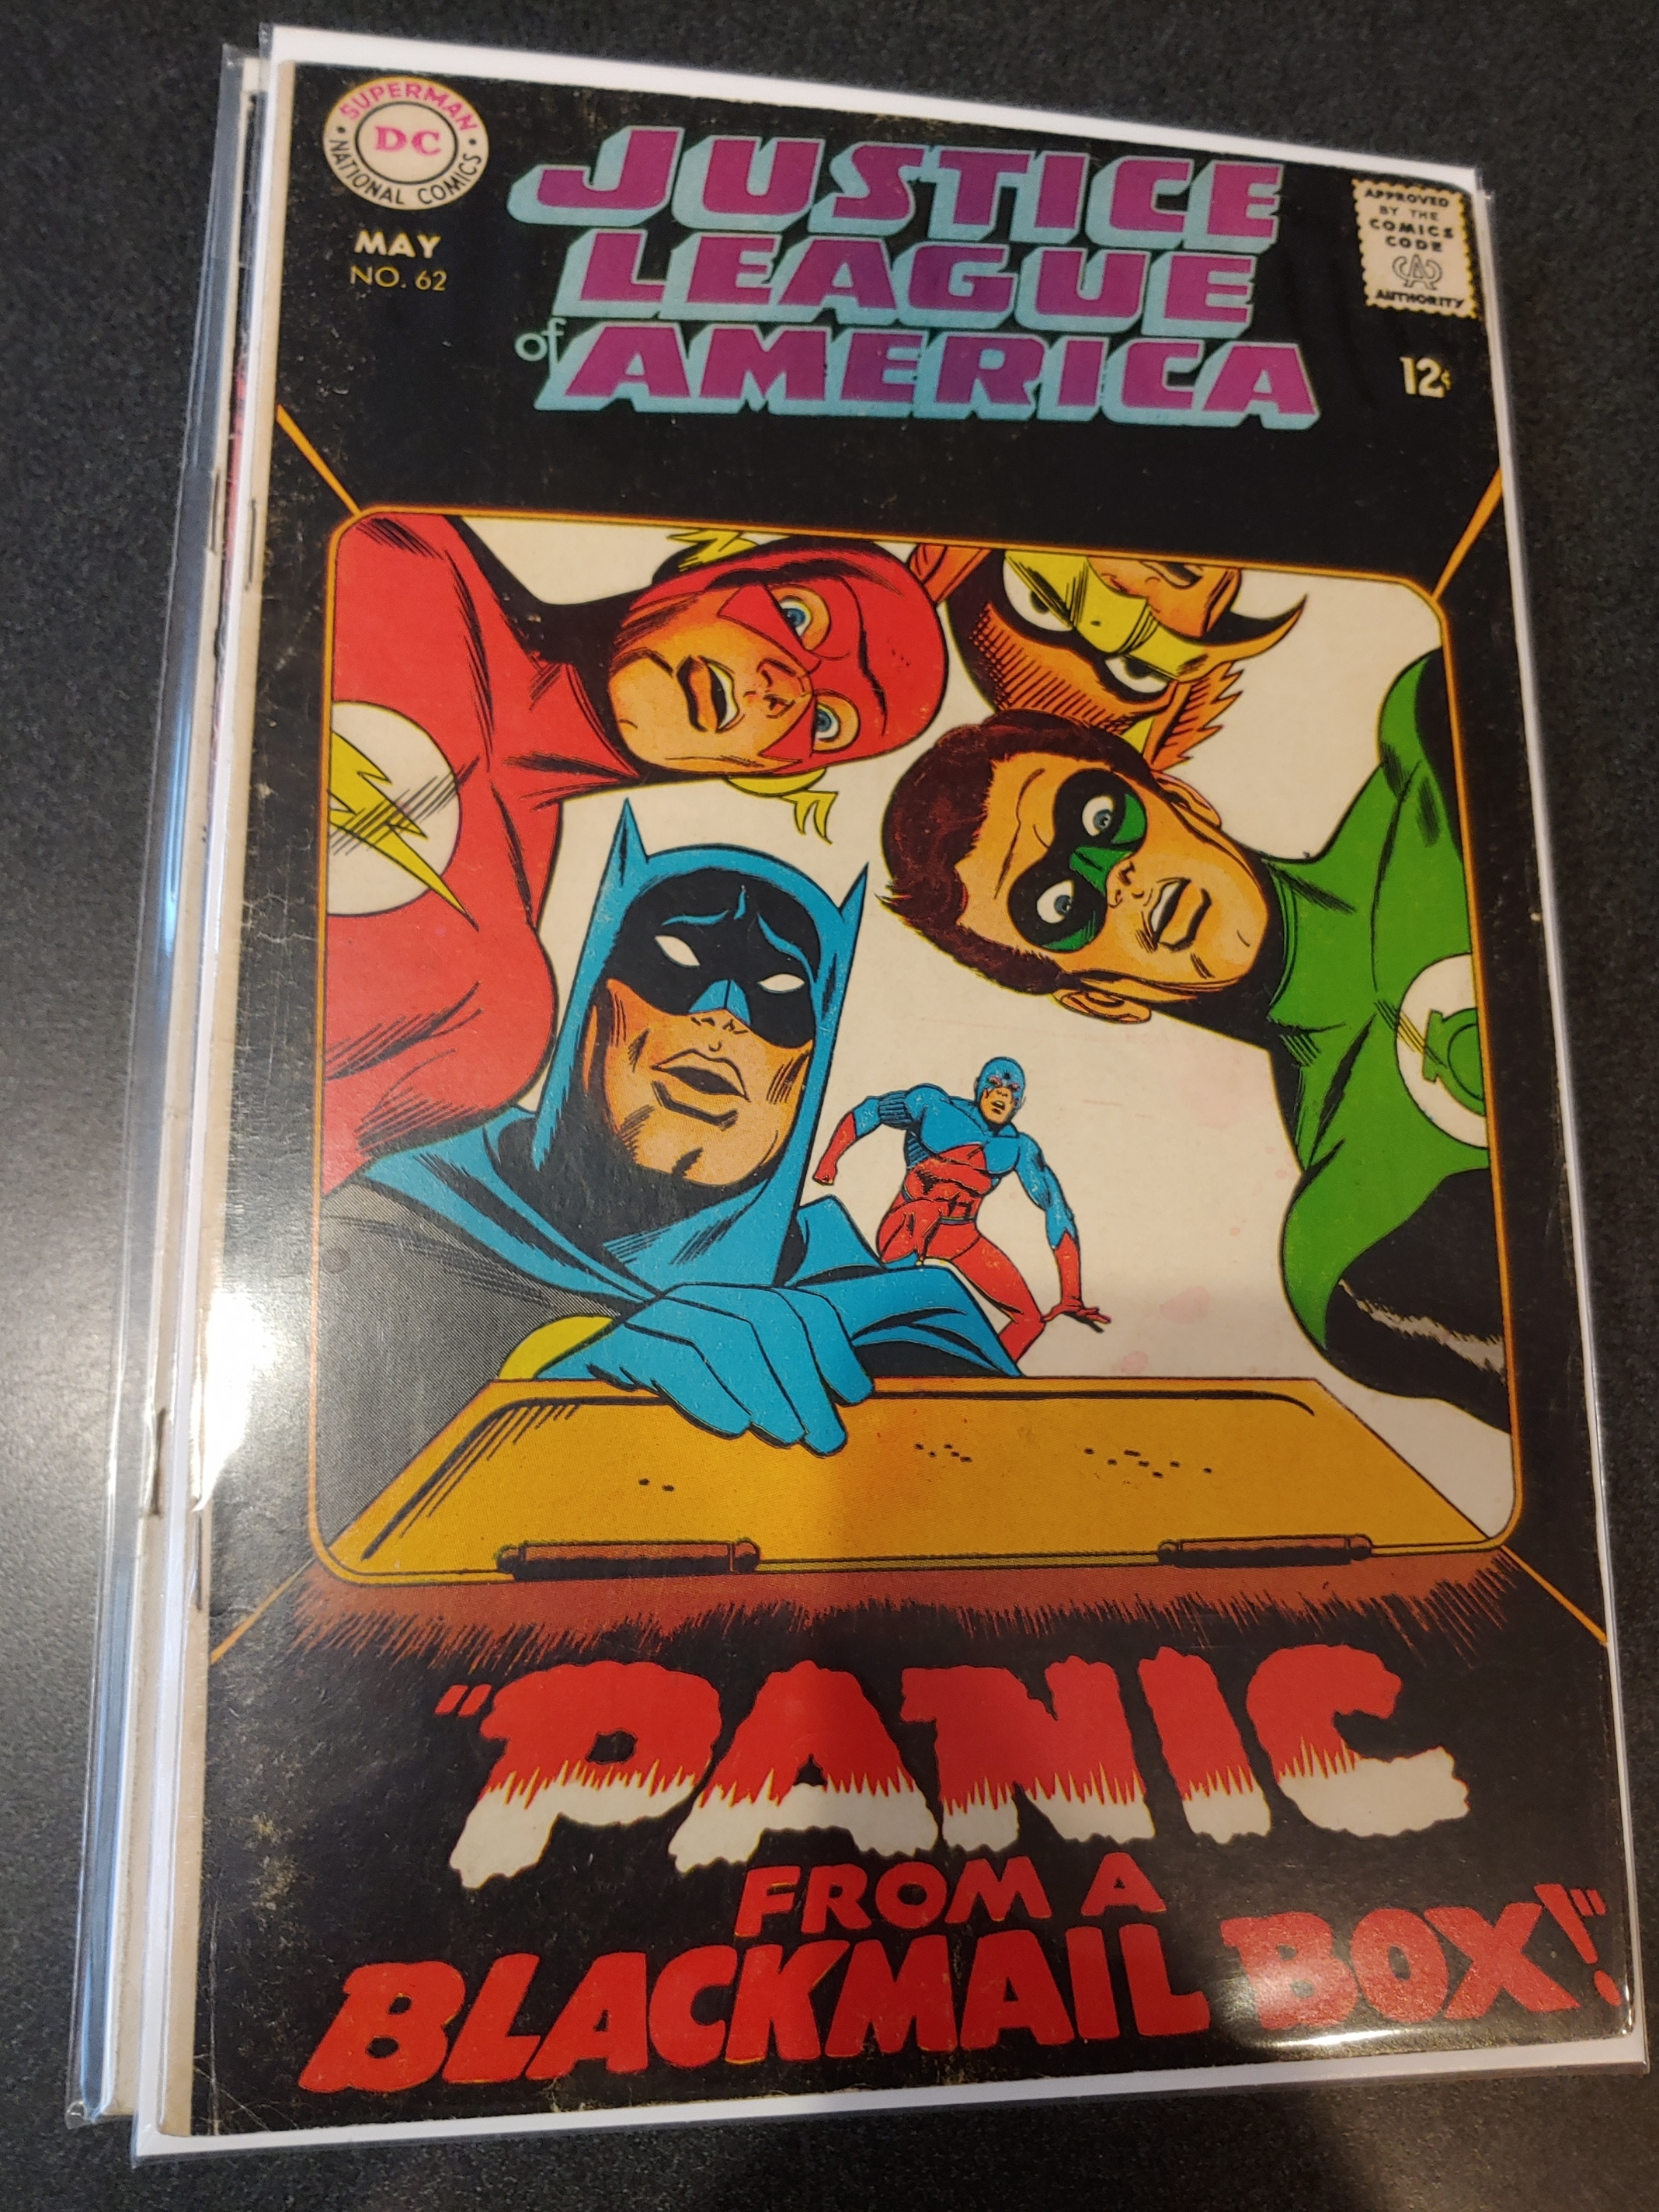 SUPERMAN
DC
NATIONAL COMICS
MAY
NO. 62
JUSTICE
LEAGUE
of AMERICA
APPROVED
BY THE
COMICS
CODE
CA
AUTHORITY
12¢
"PANIC
FROM A
BLACKMAIL BOX!"